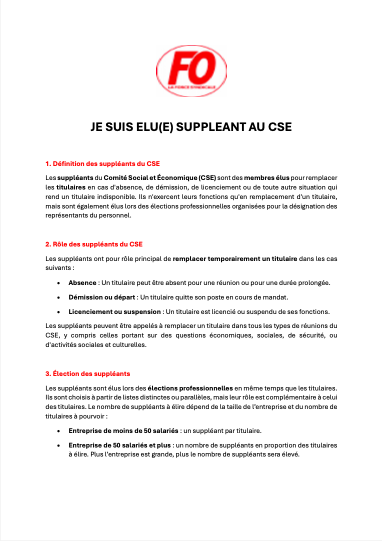 FO
LA FORCE SYNDICALE
JE SUIS ELU(E) SUPPLEANT AU CSE
1. Définition des suppléants du CSE
Les suppléants du Comité Social et Économique (CSE) sont des membres élus pour remplacer
les titulaires en cas d'absence, de démission, de licenciement ou de toute autre situation qui
rend un titulaire indisponible. Ils n'exercent leurs fonctions qu'en remplacement d'un titulaire,
mais sont également élus lors des élections professionnelles organisées pour la désignation des
représentants du personnel.
2. Rôle des suppléants du CSE
Les suppléants ont pour rôle principal de remplacer temporairement un titulaire dans les cas
suivants :
• Absence : Un titulaire peut être absent pour une réunion ou pour une durée prolongée.
• Démission ou départ : Un titulaire quitte son poste en cours de mandat.
• Licenciement ou suspension : Un titulaire est licencié ou suspendu de ses fonctions.
Les suppléants peuvent être appelés à remplacer un titulaire dans tous les types de réunions du
CSE, y compris celles portant sur des questions économiques, sociales, de sécurité, ou
d'activités sociales et culturelles.
3. Élection des suppléants
Les suppléants sont élus lors des élections professionnelles en même temps que les titulaires.
Ils sont choisis à partir de listes distinctes ou parallèles, mais leur rôle est complémentaire à celui
des titulaires. Le nombre de suppléants à élire dépend de la taille de l'entreprise et du nombre de
titulaires à pourvoir :
• Entreprise de moins de 50 salariés : un suppléant par titulaire.
• Entreprise de 50 salariés et plus : un nombre de suppléants en proportion des titulaires
à élire. Plus l'entreprise est grande, plus le nombre de suppléants sera élevé.